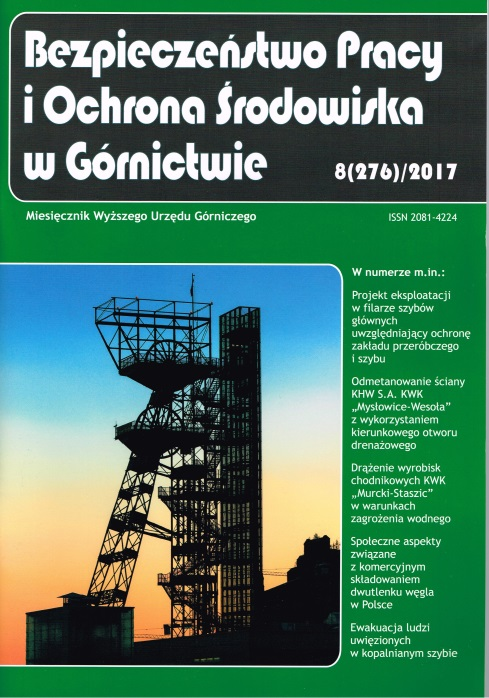 Bezpieczeństwo Pracy
i Ochrona Środowiska
w Górnictwie
8(276)/2017
Miesięcznik Wyższego Urzędu Górniczego
ISSN 2081-4224
W numerze m.in.:
Projekt eksploatacji
w filarze szybów
głównych
uwzględniający ochronę
zakładu przeróbczego
i szybu
Odmetanowanie ściany
KHW S.A. KWK
„Mysłowice-Wesoła”
z wykorzystaniem
kierunkowego otworu
drenażowego
Drążenie wyrobisk
chodnikowych KWK
„Murcki-Staszic”
w warunkach
zagrożenia wodnego
Społeczne aspekty
związane
z komercyjnym
składowaniem
dwutlenku węgla
w Polsce
Ewakuacja ludzi
uwięzionych
w kopalnianym szybie